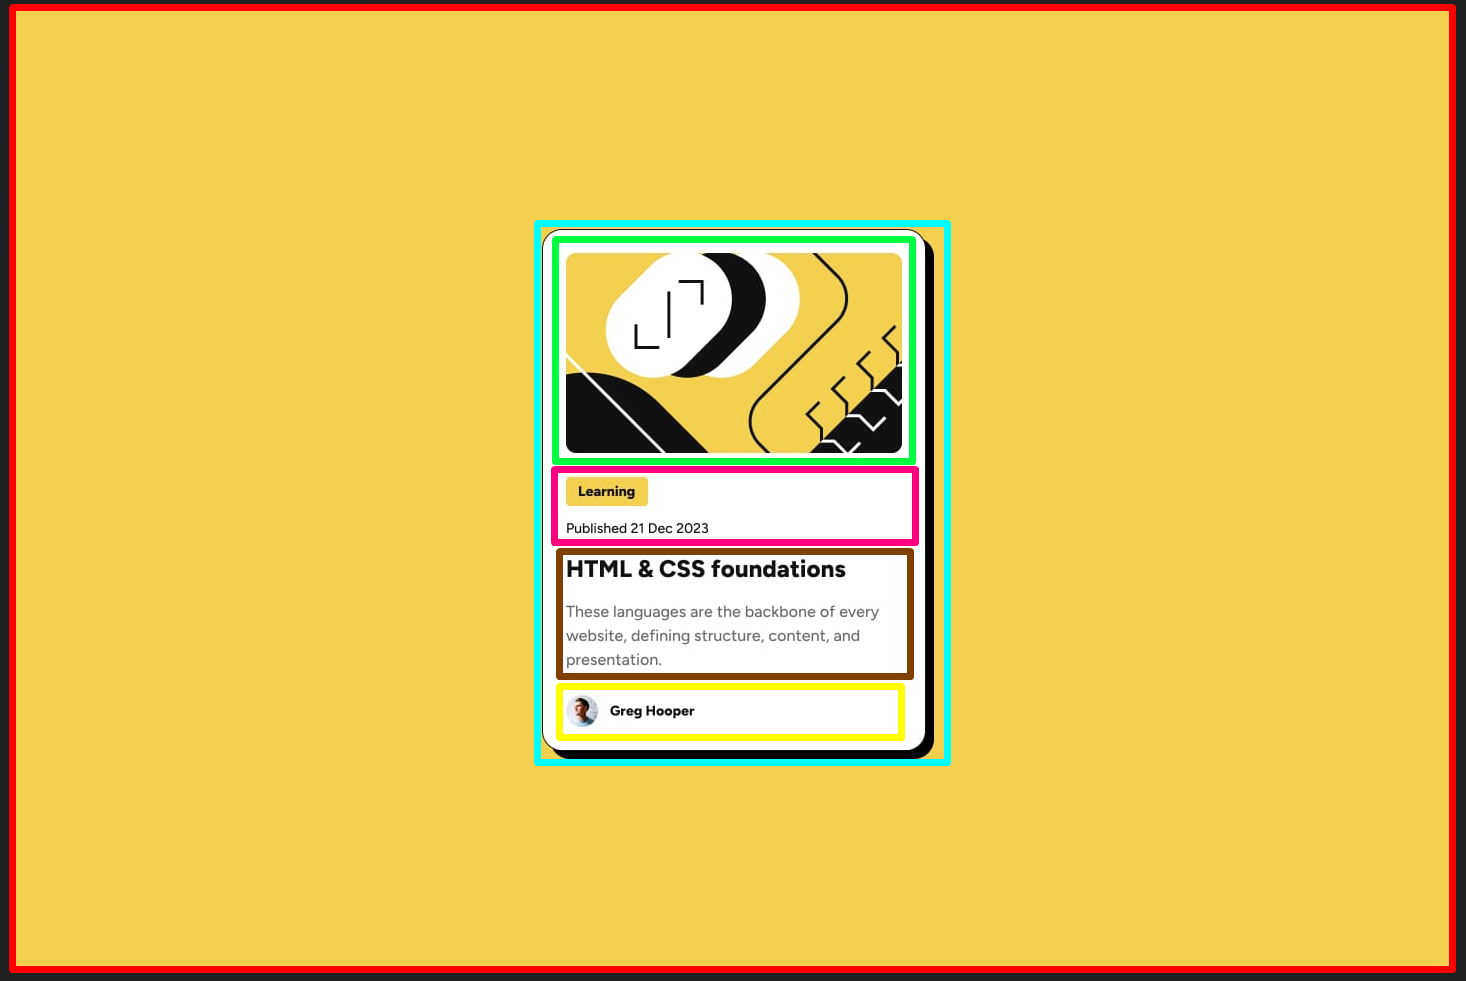 Learning
Published 21 Dec 2023
HTML & CSS foundations
These languages are the backbone of every
website, defining structure, content, and
presentation.
Greg Hooper